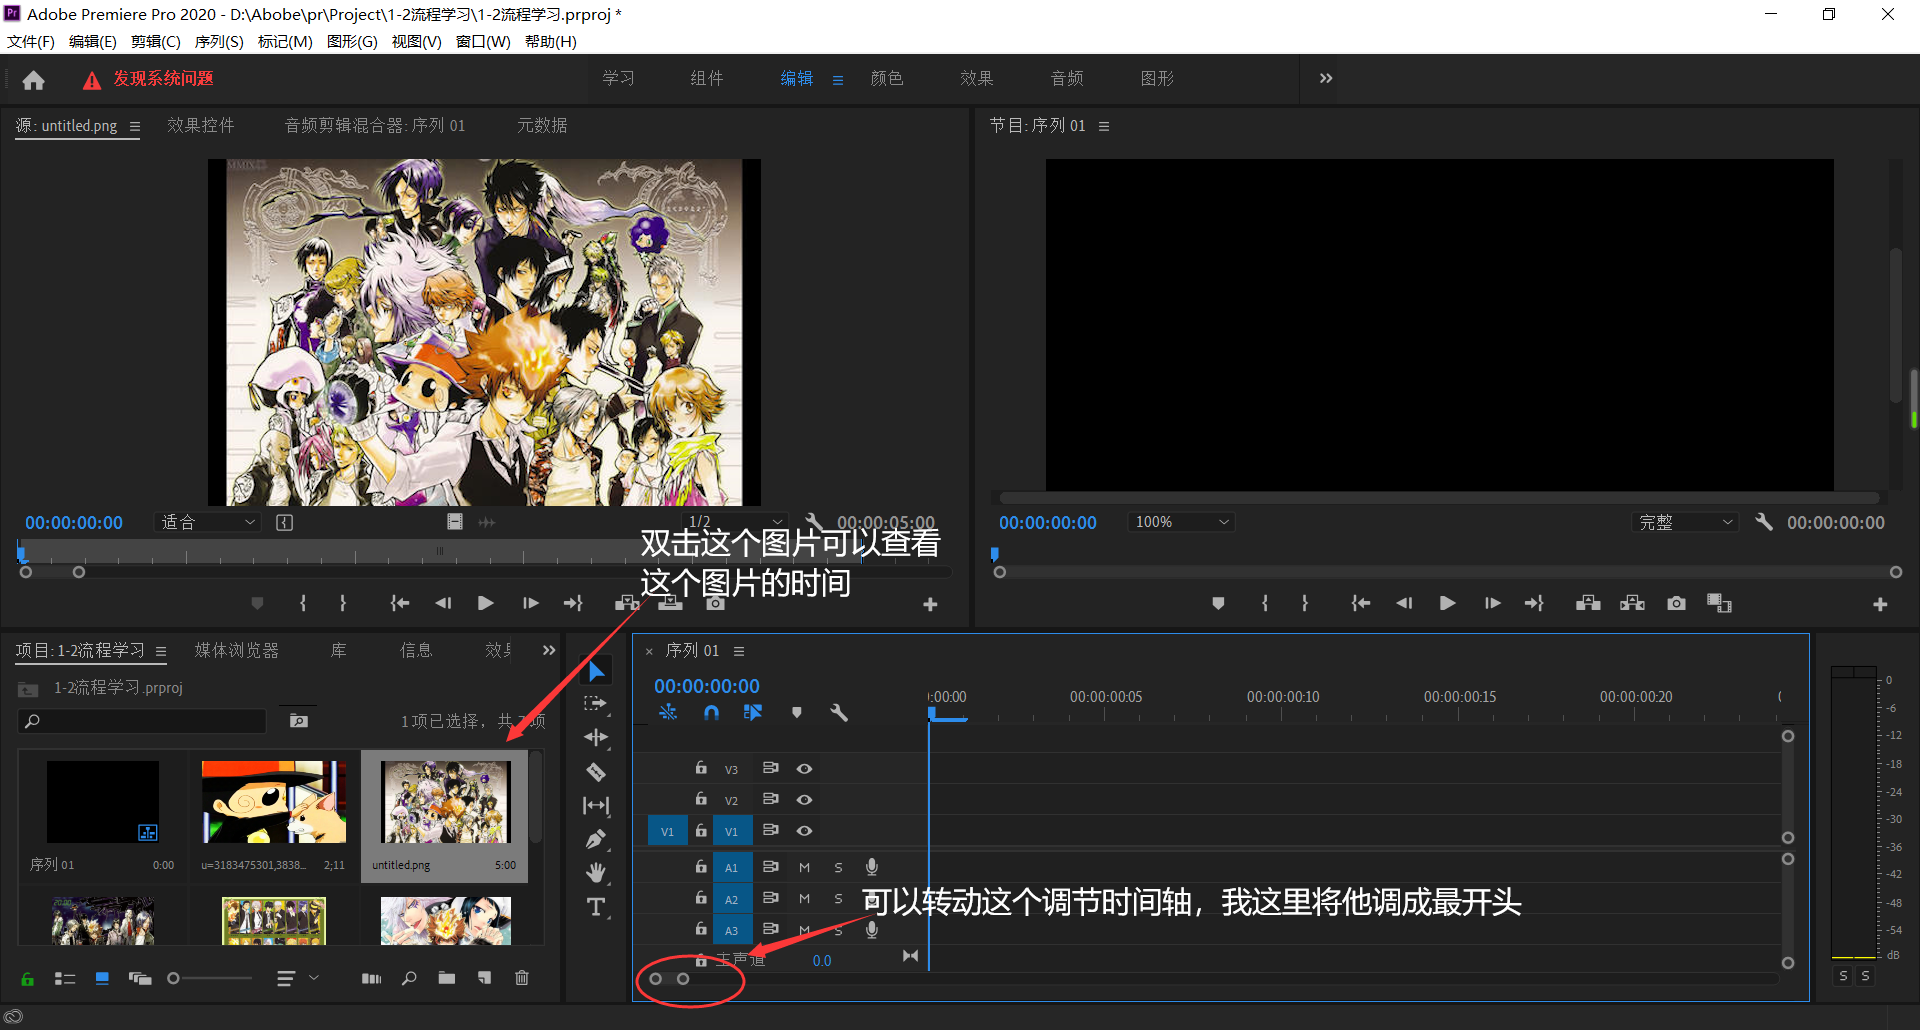 Adobe Premiere Pro 2020 - D:\Abobe\pr\Project\1-2流程学习\1-2流程学习.prproj *
文件(F) 编辑(E) 剪辑(C) 序列(S) 标记(M) 图形(G) 视图(V) 窗口(W) 帮助(H)
发现系统问题 学习 组件 编辑 颜色 效果 音频 图形
源: untitled.png 效果控件 音频剪辑混合器: 序列 01 元数据
节目: 序列 01
00:00:00:00 适合 1/2 00:00:05:00
00:00:00:00 100% 完整 00:00:00:00
双击这个图片可以查看
这个图片的时间
项目: 1-2流程学习 媒体浏览器 库 信息
1-2流程学习.prproj
1 项已选择，共
项
序列 01 0:00
u=3183475301,3838... 2;11
untitled.png 5:00
序列 01
00:00:00:00
:00:00 00:00:00:05 00:00:00:10 00:00:00:15 00:00:00:20
V3
V2
V1 V1
A1 M S
A2 M S
A3 M S
主声道 0.0
可以转动这个调节时间轴，我这里将他调成最开头
0
-6
-12
-18
-24
-30
-36
-42
-48
-54
dB
S S